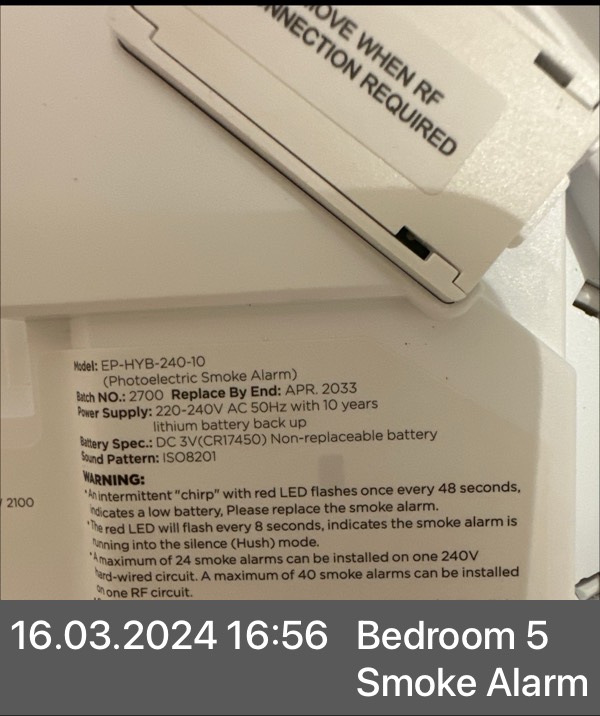 MOVE WHEN RF
CONNECTION REQUIRED
Model: EP-HYB-240-10
(Photoelectric Smoke Alarm)
Batch NO.: 2700 Replace By End: APR. 2033
Power Supply: 220-240V AC 50Hz with 10 years
lithium battery back up
Battery Spec.: DC 3V(CR17450) Non-replaceable battery
Sound Pattern: ISO8201
WARNING:
*An intermittent "chirp" with red LED flashes once every 48 seconds,
indicates a low battery, Please replace the smoke alarm.
2100
*The red LED will flash every 8 seconds, indicates the smoke alarm is
running into the silence (Hush) mode.
*A maximum of 24 smoke alarms can be installed on one 240V
hard-wired circuit. A maximum of 40 smoke alarms can be installed
on one RF circuit.
16.03.2024 16:56 Bedroom 5
Smoke Alarm